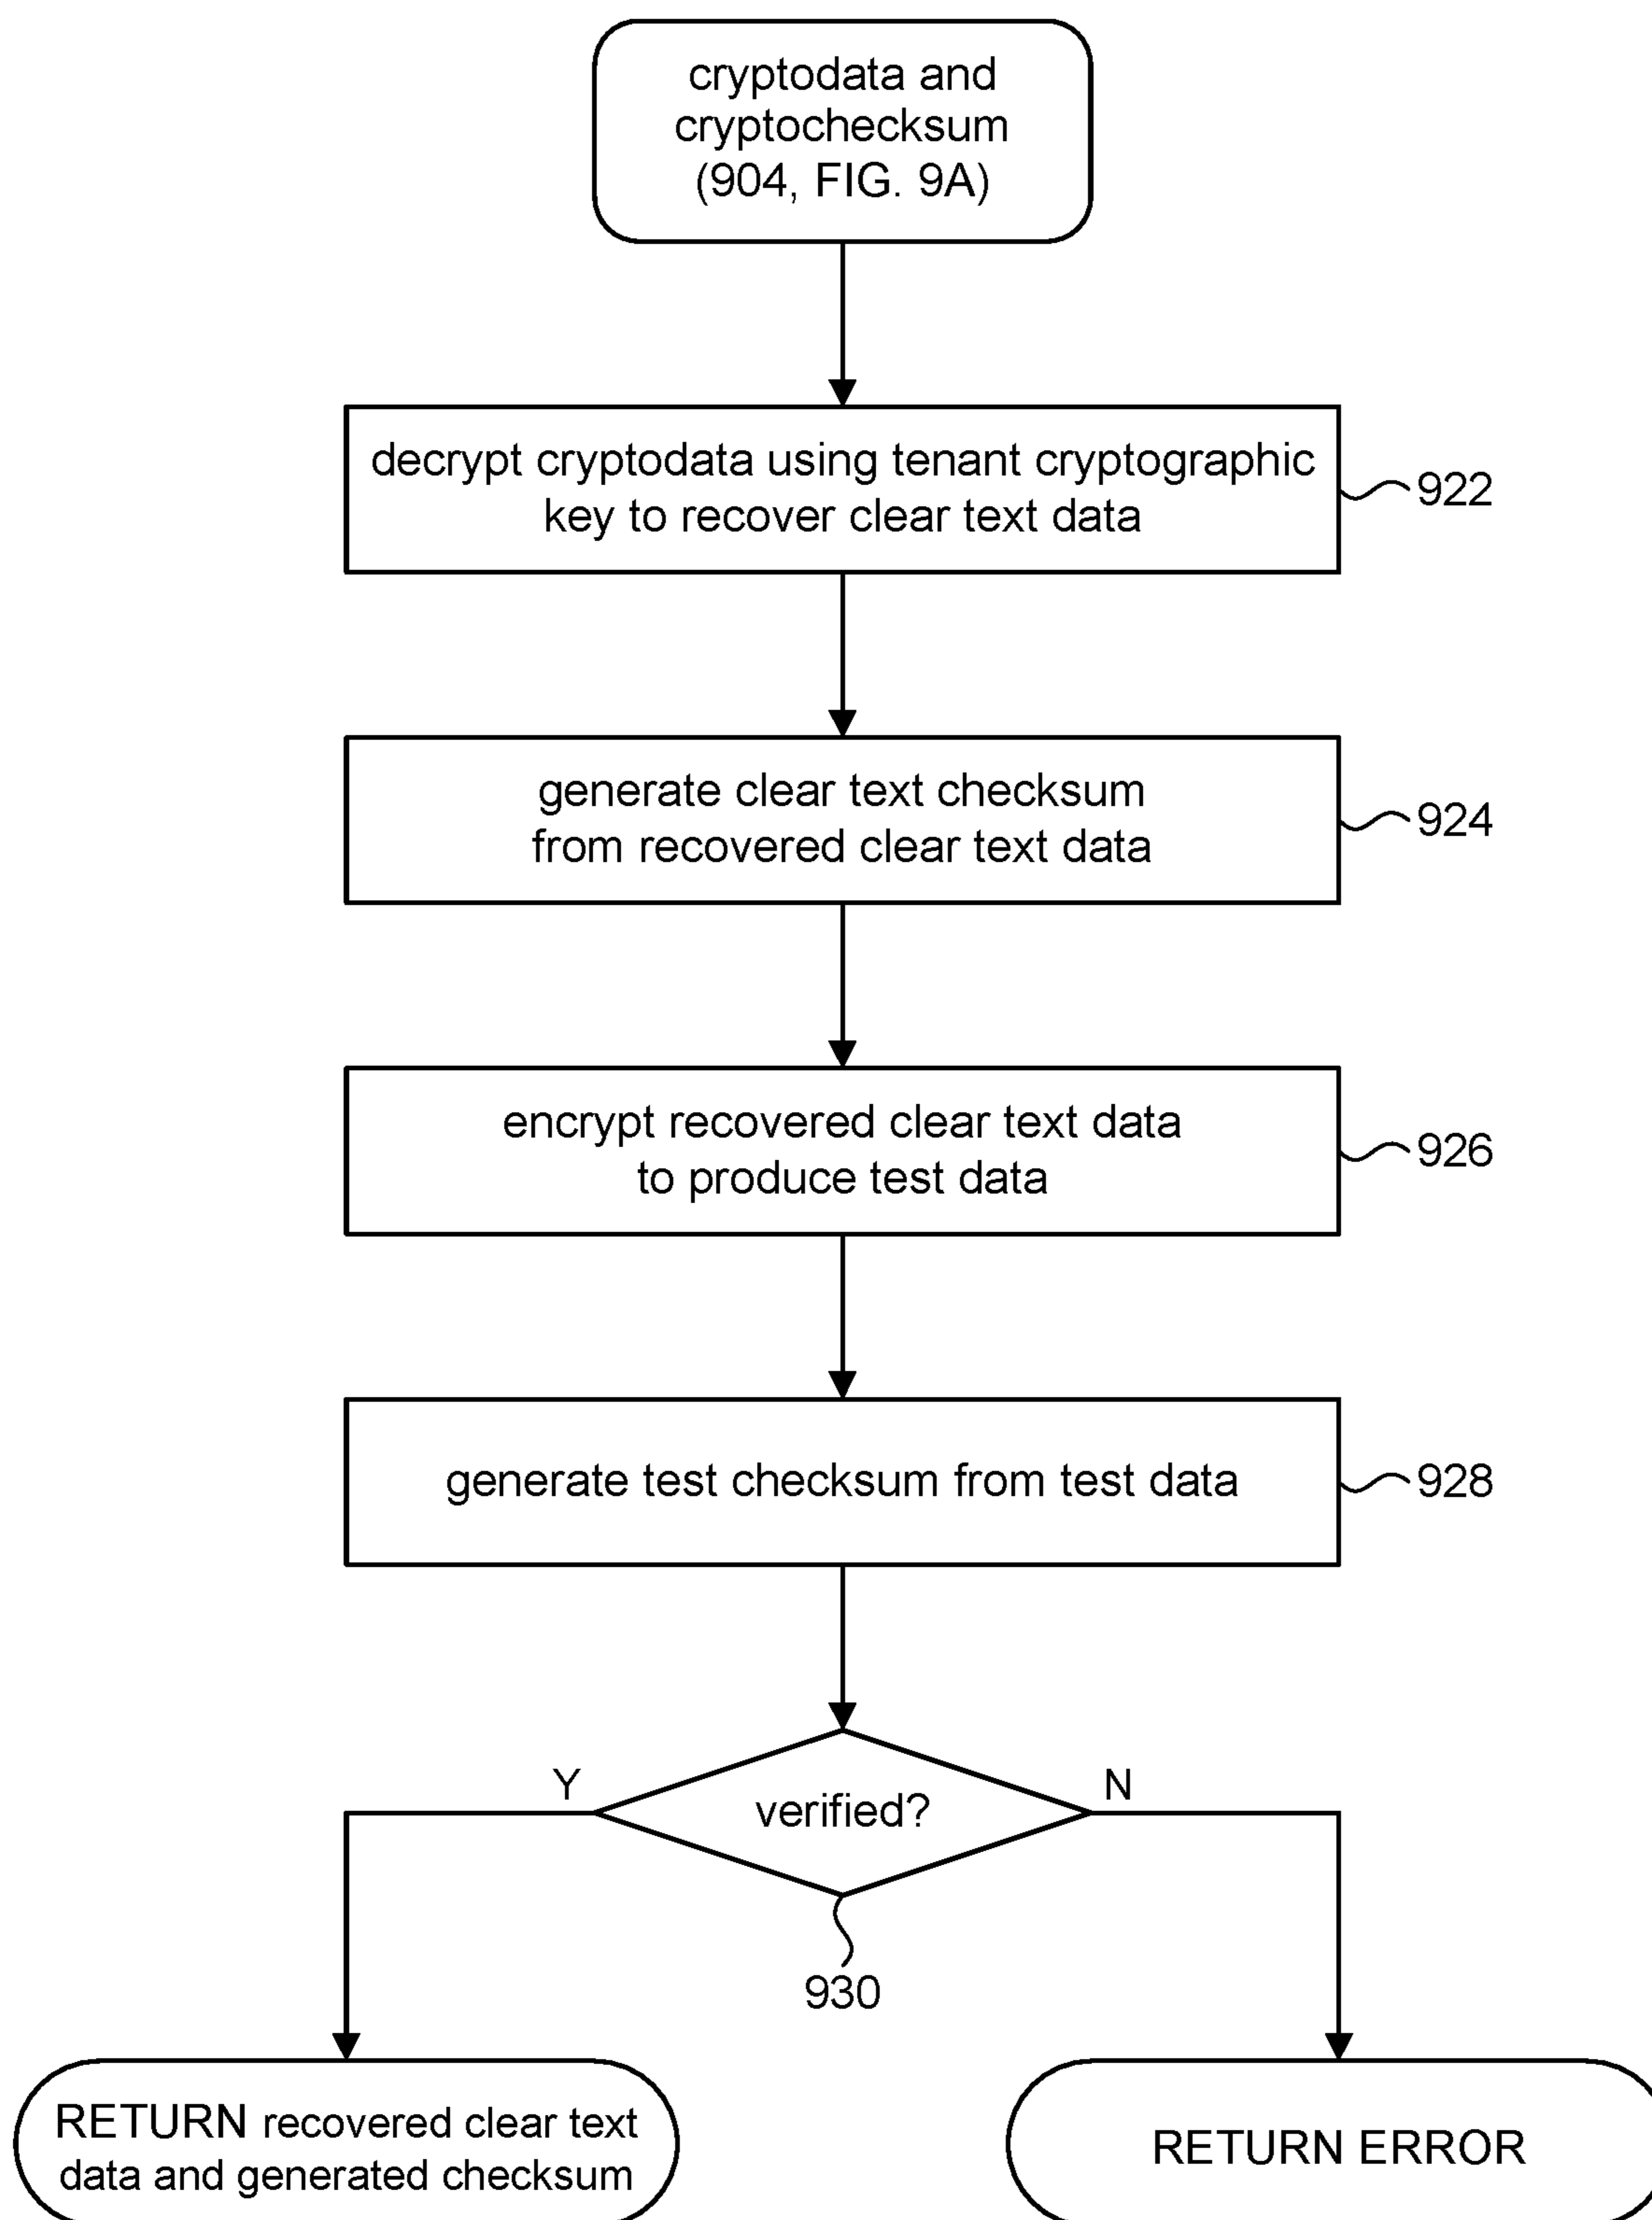 cryptodata and
cryptochecksum
(904, FIG. 9A)
decrypt cryptodata using tenant cryptographic
key to recover clear text data
922
generate clear text checksum
from recovered clear text data
924
encrypt recovered clear text data
to produce test data
926
generate test checksum from test data
928
Y
N
verified?
930
RETURN recovered clear text
data and generated checksum
RETURN ERROR